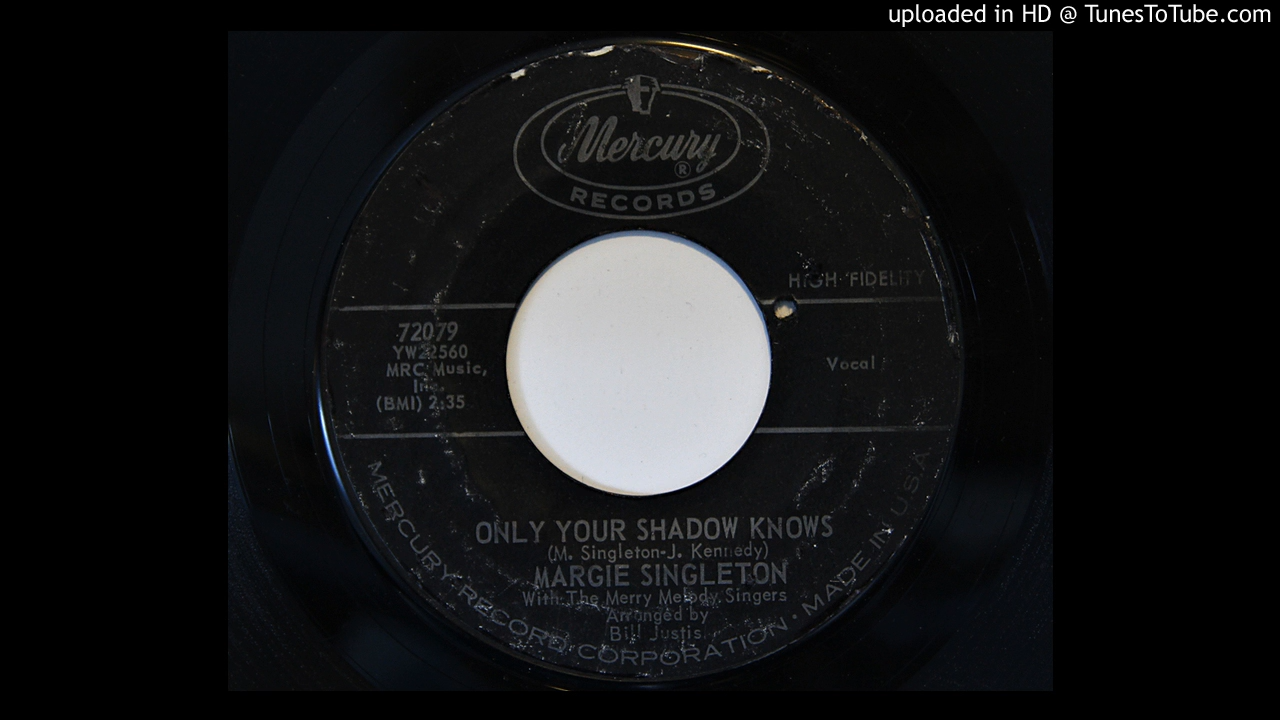 uploaded in HD @ TunesToTube.com
Mercury
®
RECORDS
HIGH FIDELITY
72079
YW22560
MRC Music,
Inc.
(BMI) 2:35
Vocal
ONLY YOUR SHADOW KNOWS
(M. Singleton-J. Kennedy)
MARGIE SINGLETON
With The Merry Melody Singers
Arranged by
Bill Justis
MERCURY RECORD CORPORATION • MADE IN U.S.A.